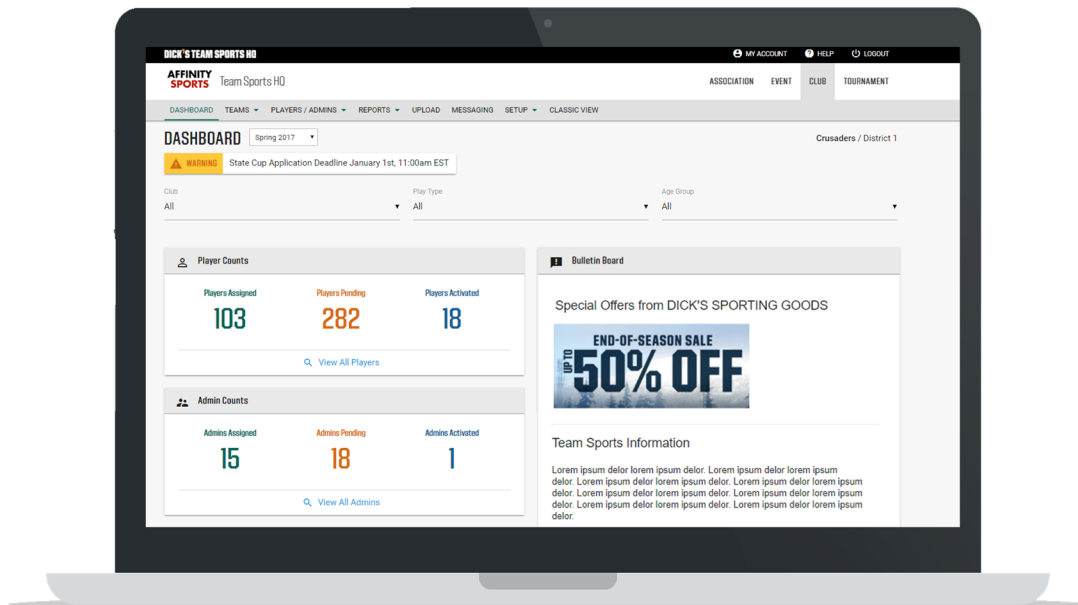 DICK'S TEAM SPORTS HQ
MY ACCOUNT HELP LOGOUT
AFFINITY
SPORTS
Team Sports HQ
ASSOCIATION EVENT CLUB TOURNAMENT
DASHBOARD TEAMS PLAYERS / ADMINS REPORTS UPLOAD MESSAGING SETUP CLASSIC VIEW
DASHBOARD Spring 2017 Crusaders / District 1
WARNING State Cup Application Deadline January 1st, 11:00am EST
Club Play Type Age Group
All All All
Player Counts
Players Assigned Players Pending Players Activated
103 282 18
View All Players
Admin Counts
Admins Assigned Admins Pending Admins Activated
15 18 1
View All Admins
Bulletin Board
Special Offers from DICK'S SPORTING GOODS
END-OF-SEASON SALE
UP TO 50% OFF
Team Sports Information
Lorem ipsum delor lorem ipsum delor. Lorem ipsum delor lorem ipsum
delor. Lorem ipsum delor lorem ipsum delor. Lorem ipsum delor lorem ipsum
delor. Lorem ipsum delor lorem ipsum delor. Lorem ipsum delor lorem ipsum
delor. Lorem ipsum delor lorem ipsum delor. Lorem ipsum delor lorem ipsum
delor.